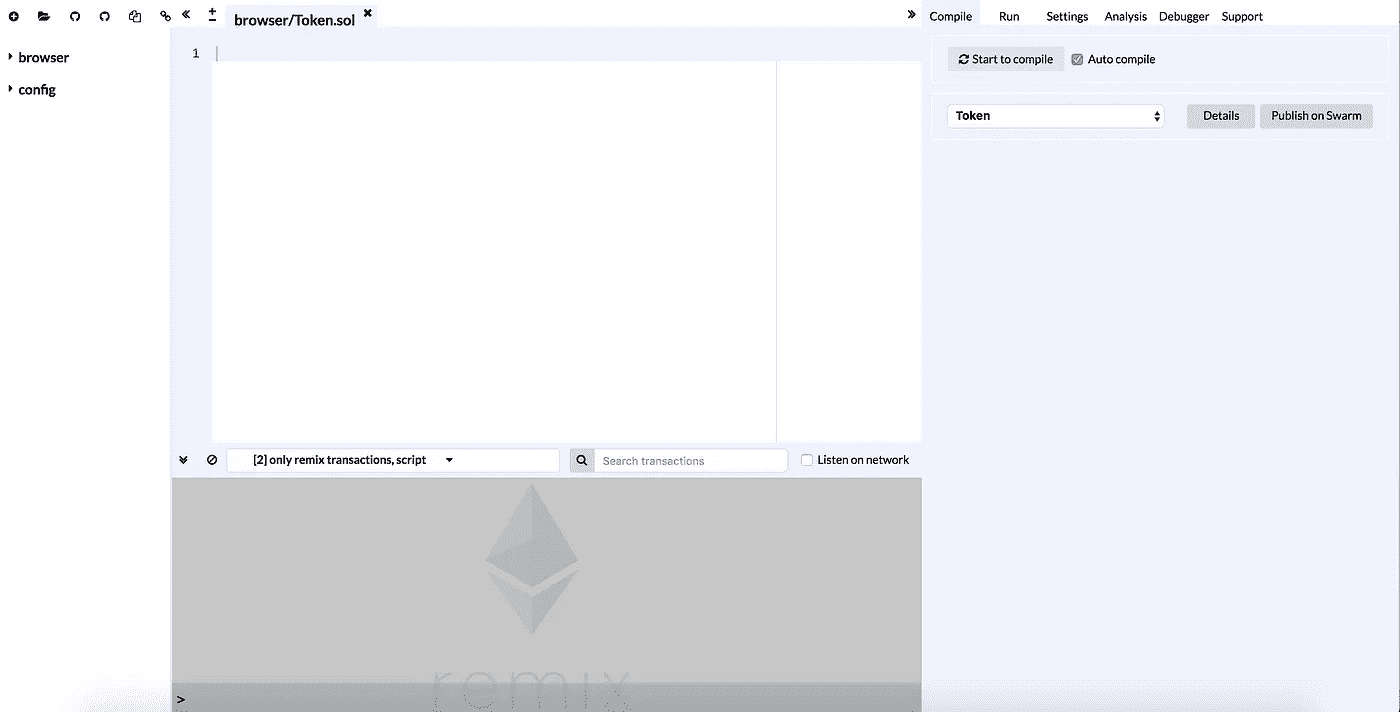 browser/Token.sol
Compile Run Settings Analysis Debugger Support
browser
config
1
Start to compile Auto compile
Token Details Publish on Swarm
[2] only remix transactions, script Search transactions Listen on network
remix
>